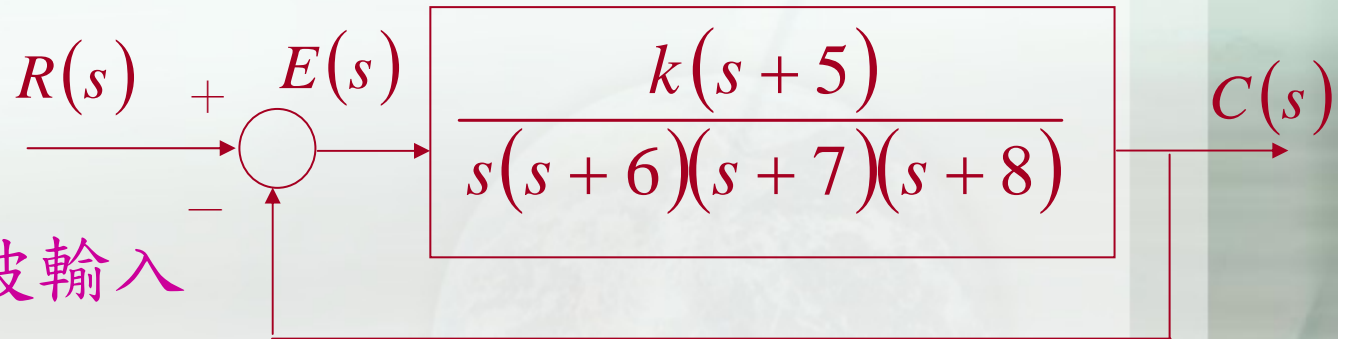 R(s) + E(s) k(s + 5) C(s)
s(s + 6)(s + 7)(s + 8)
−
輸入